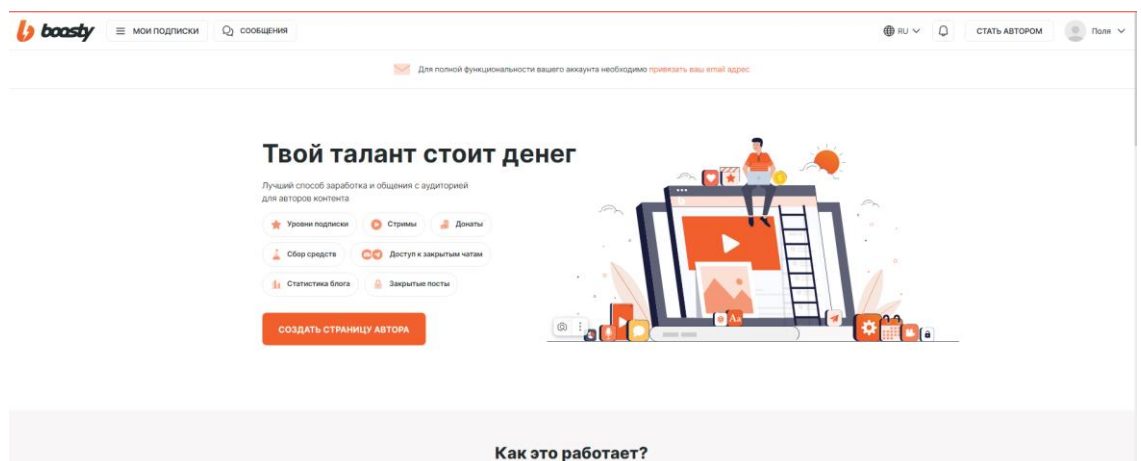 boosty
МОИ ПОДПИСКИ
СООБЩЕНИЯ
RU
СТАТЬ АВТОРОМ
Поля
Для полной функциональности вашего аккаунта необходимо привязать ваш email адрес
Твой талант стоит денег
Лучший способ заработка и общения с аудиторией
для авторов контента
Уровни подписки
Стримы
Донаты
Сбор средств
Доступ к закрытым чатам
Статистика блога
Закрытые посты
СОЗДАТЬ СТРАНИЦУ АВТОРА
Aa
Как это работает?